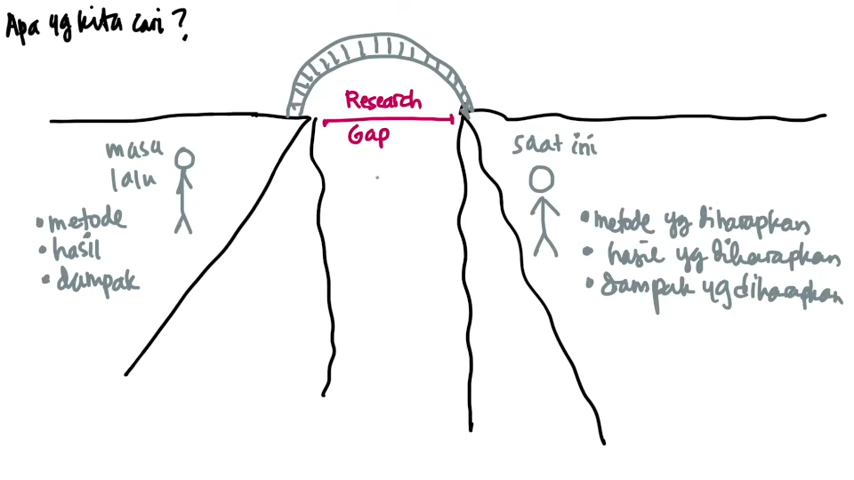 Apa yg kita cari?
Research
Gap
masa
lalu
• metode
• hasil
• dampak
saat ini
• metode yg diharapkan
• hasil yg diharapkan
• dampak yg diharapkan